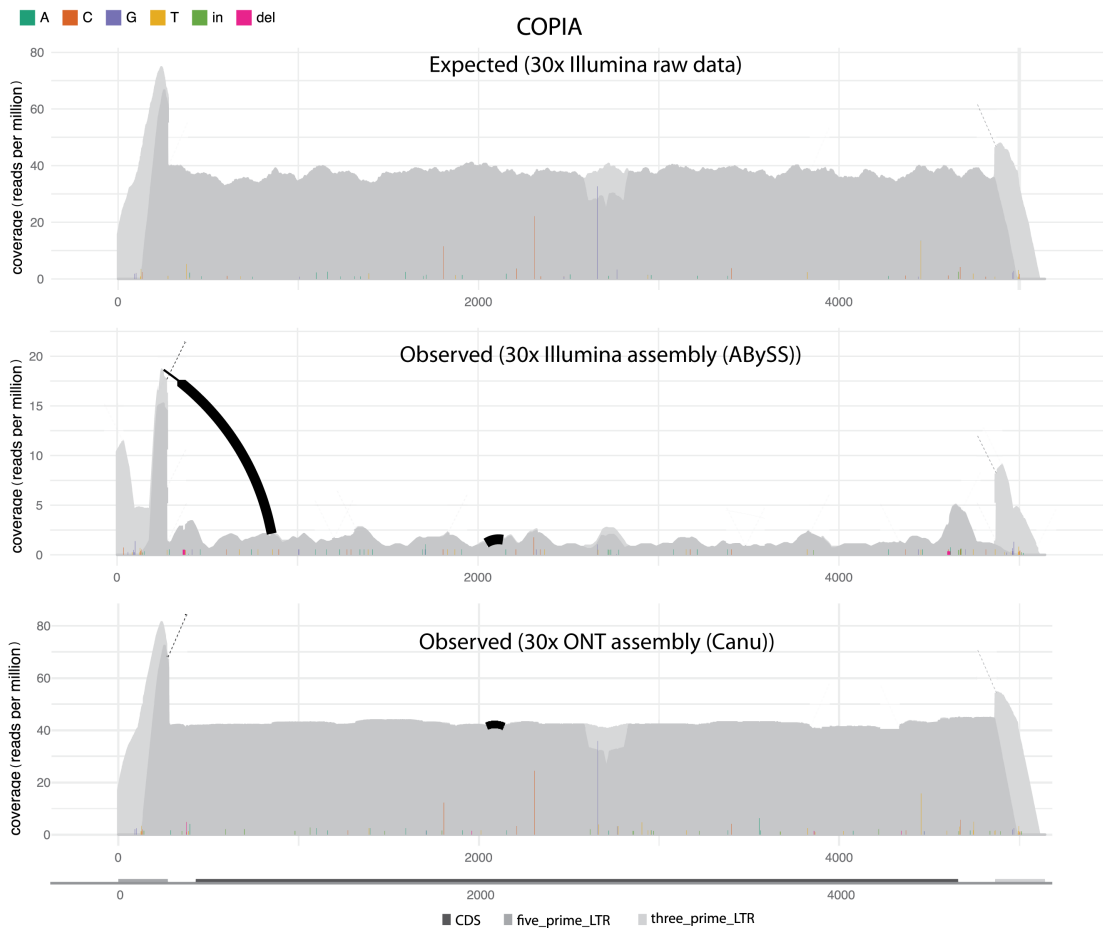 A C G T in del
COPIA
Expected (30x Illumina raw data)
coverage (reads per million)
80
60
40
20
0
0 2000 4000
Observed (30x Illumina assembly (ABySS))
coverage (reads per million)
20
15
10
5
0
0 2000 4000
Observed (30x ONT assembly (Canu))
coverage (reads per million)
80
60
40
20
0
0 2000 4000
0 2000 4000
CDS five_prime_LTR three_prime_LTR